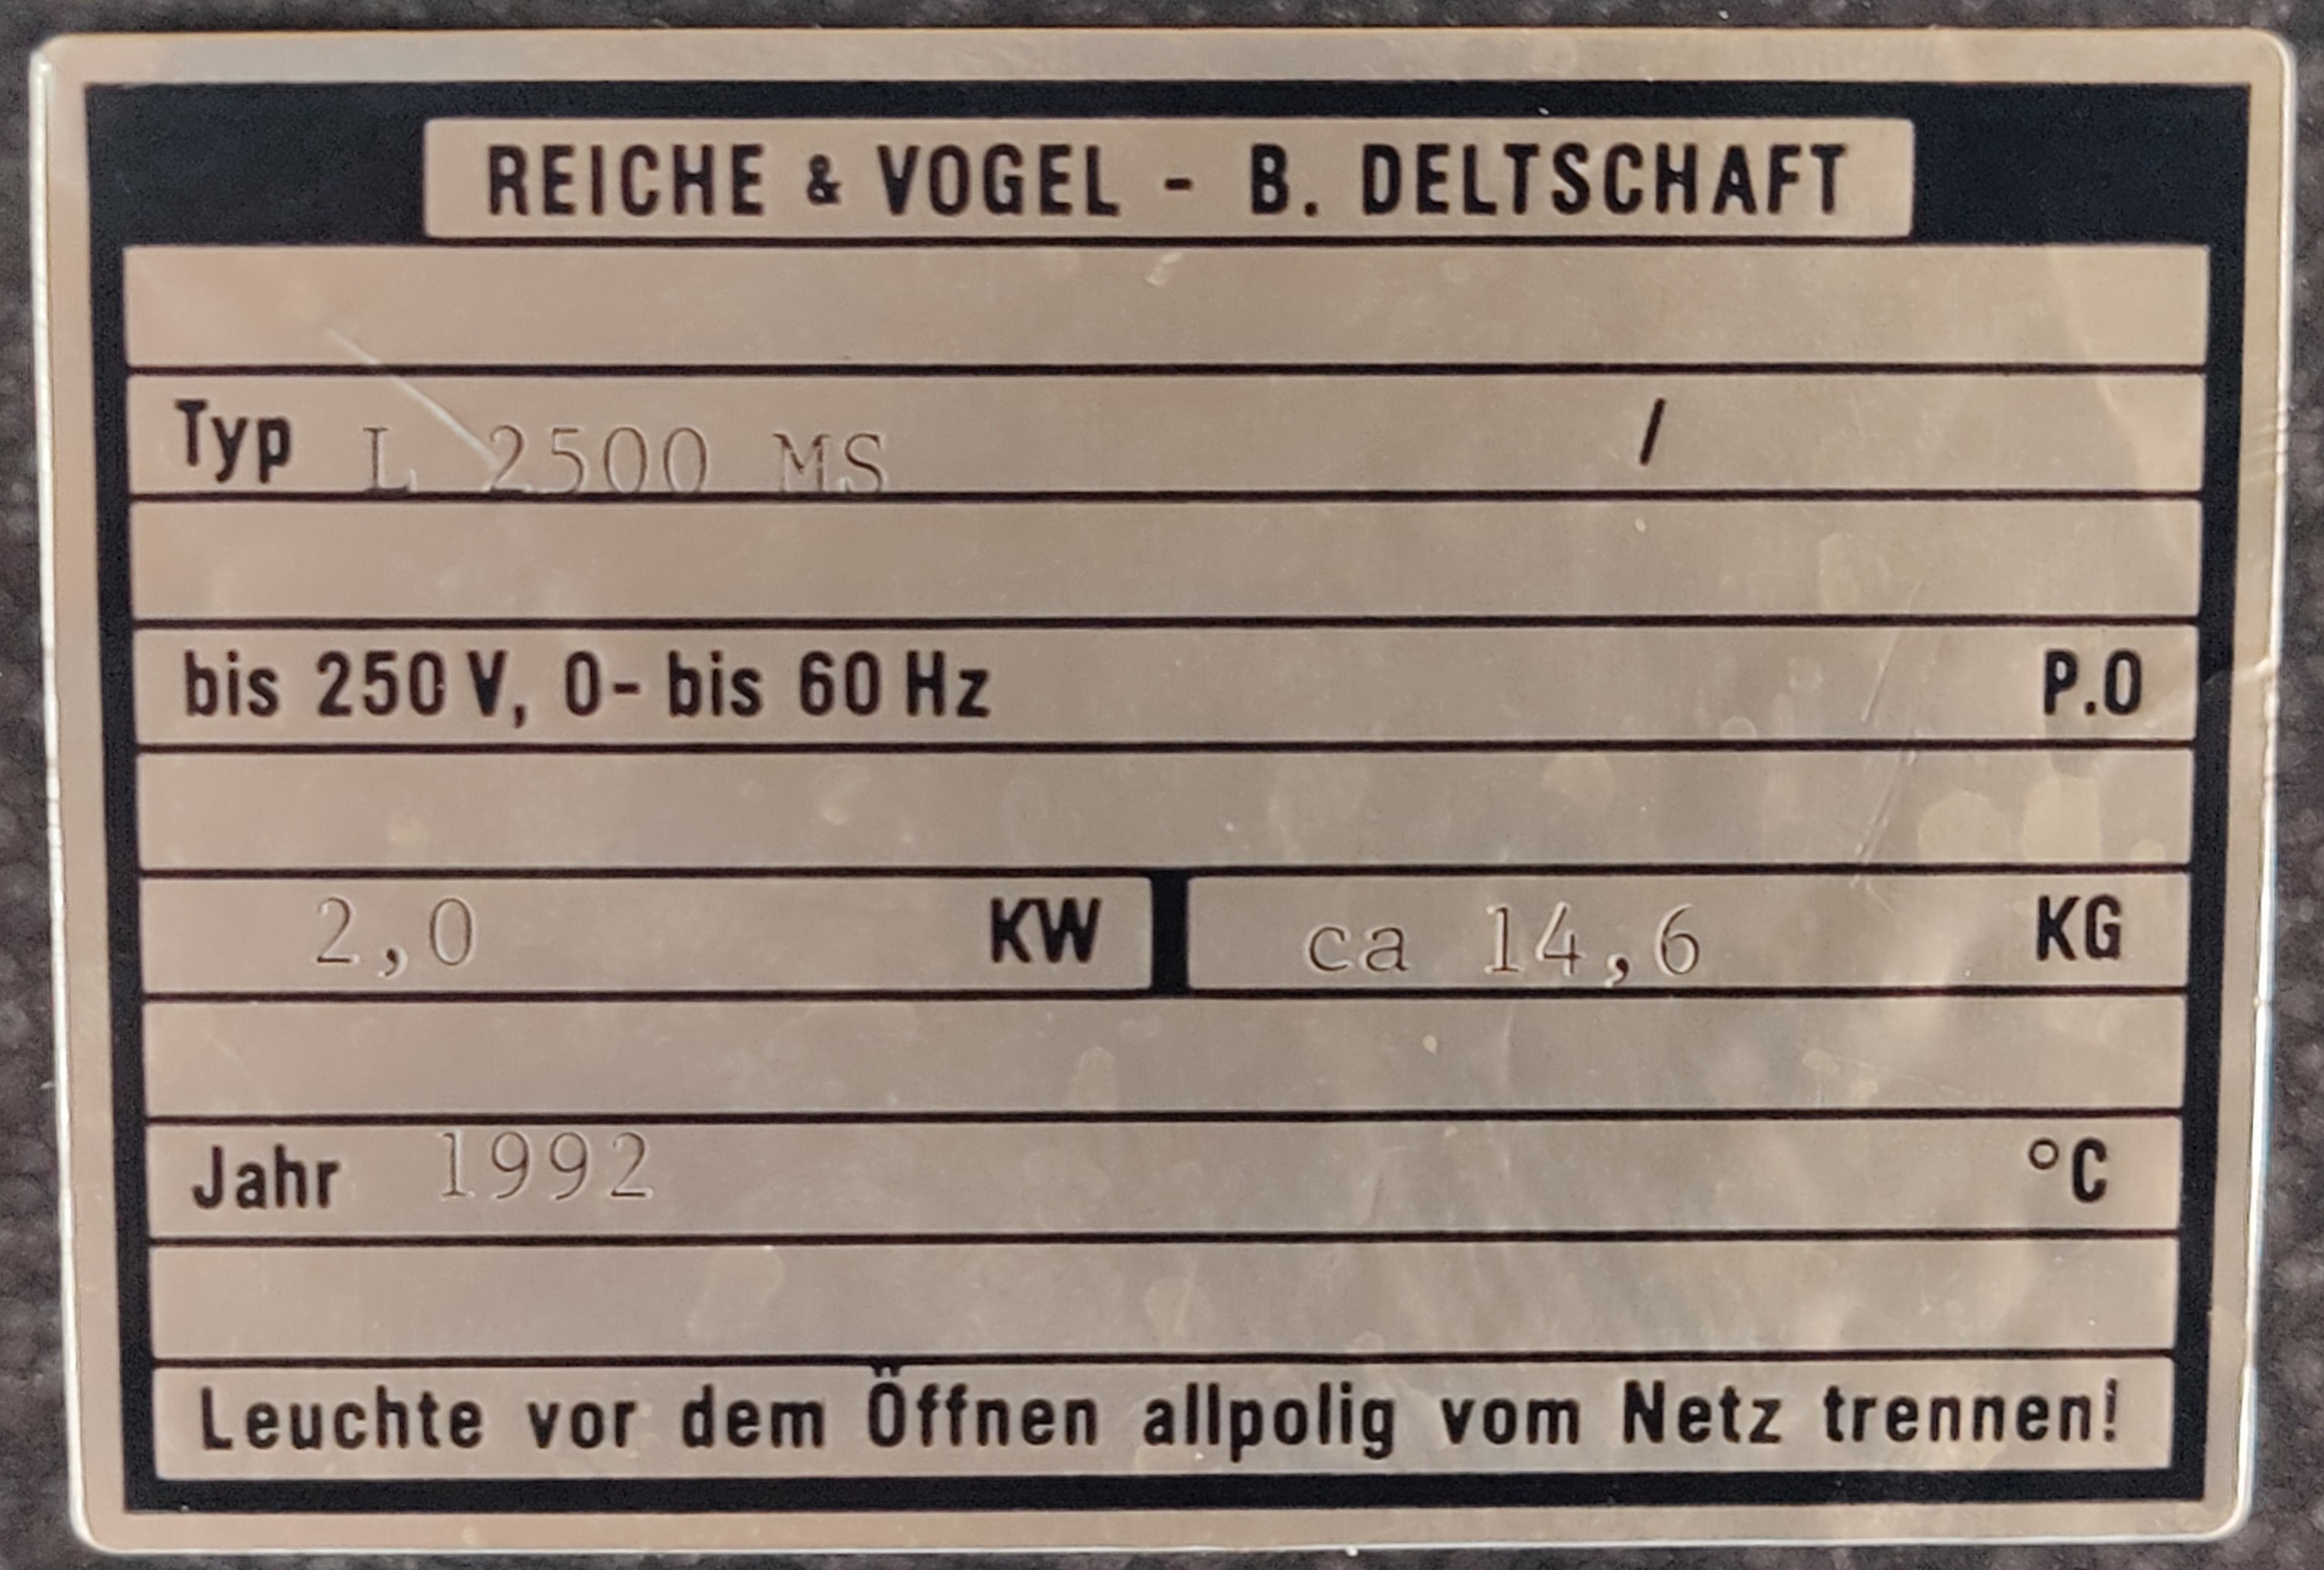 REICHE & VOGEL - B. DELTSCHAFT
Typ L 2500 MS /
bis 250 V, 0- bis 60 Hz P.O
2,0 KW ca 14,6 KG
Jahr 1992 °C
Leuchte vor dem Öffnen allpolig vom Netz trennen!